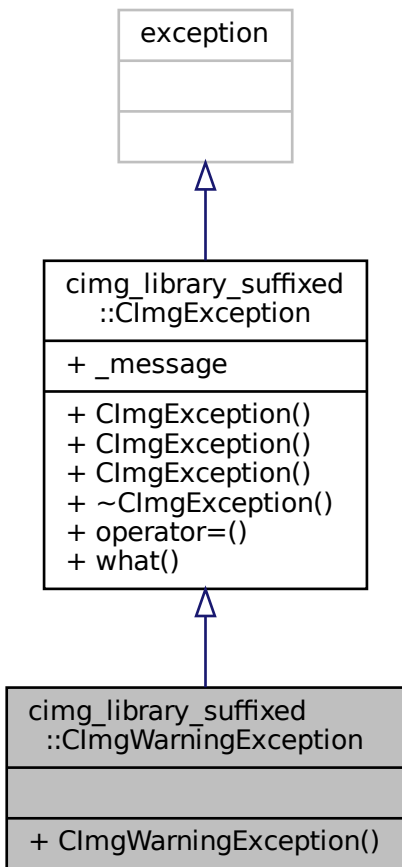 exception
cimg_library_suffixed
::CImgException
+ _message
+ CImgException()
+ CImgException()
+ CImgException()
+ ~CImgException()
+ operator=()
+ what()
cimg_library_suffixed
::CImgWarningException
+ CImgWarningException()